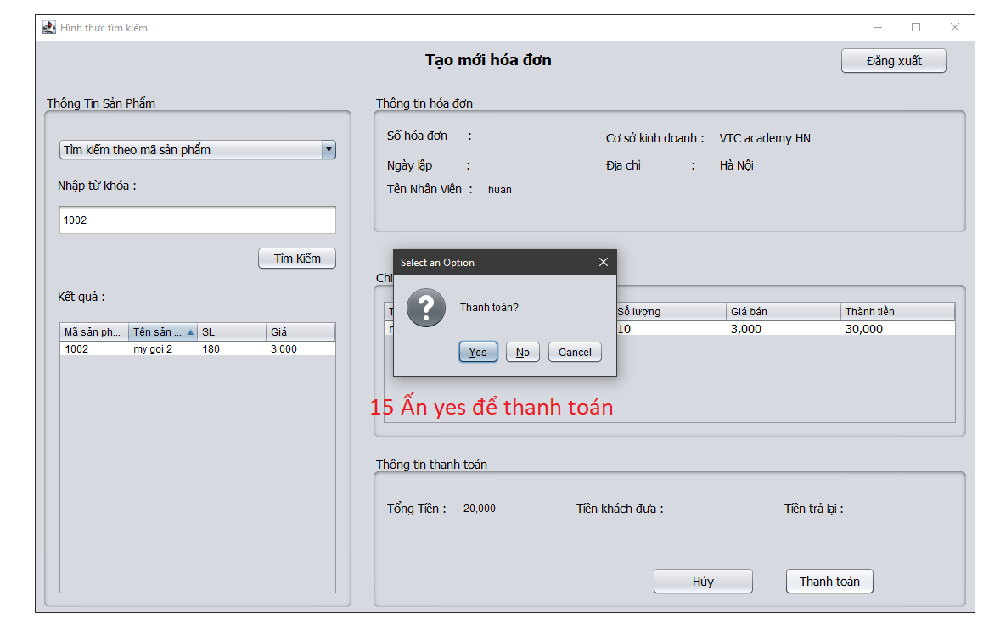 Hình thức tìm kiếm
Tạo mới hóa đơn
Đăng xuất
Thông Tin Sản Phẩm
Tìm kiếm theo mã sản phẩm
Nhập từ khóa :
1002
Tìm Kiếm
Kết quả :
Mã sản ph... Tên sản ... SL Giá
1002 my goi 2 180 3,000
Thông tin hóa đơn
Số hóa đơn : Cơ sở kinh doanh : VTC academy HN
Ngày lập : Địa chỉ : Hà Nội
Tên Nhân Viên : huan
Select an Option
Chi
Thanh toán?
Yes No Cancel
Số lượng Giá bán Thành tiền
10 3,000 30,000
15 Ấn yes để thanh toán
Thông tin thanh toán
Tổng Tiền : 20,000 Tiền khách đưa : Tiền trả lại :
Hủy Thanh toán